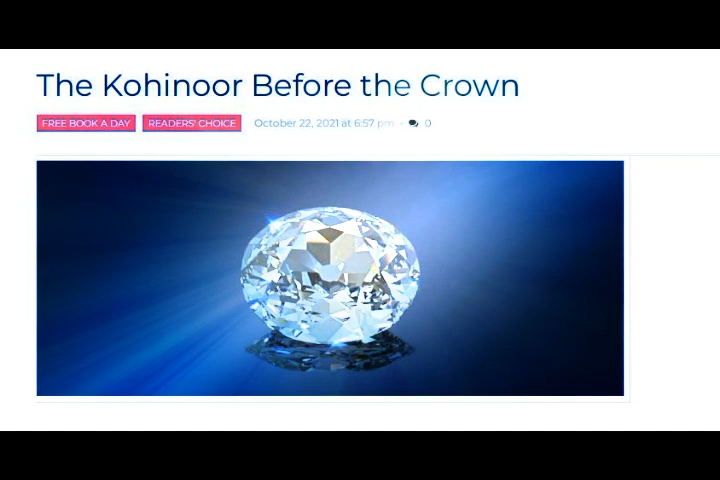 The Kohinoor Before the Crown
FREE BOOK A DAY READERS' CHOICE October 22, 2021 at 6:57 pm - 0